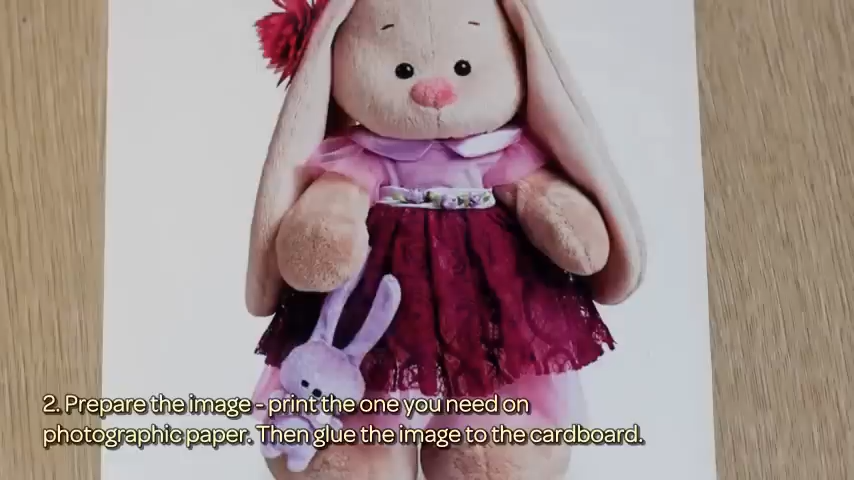 2. Prepare the image - print the one you need on
photographic paper. Then glue the image to the cardboard.